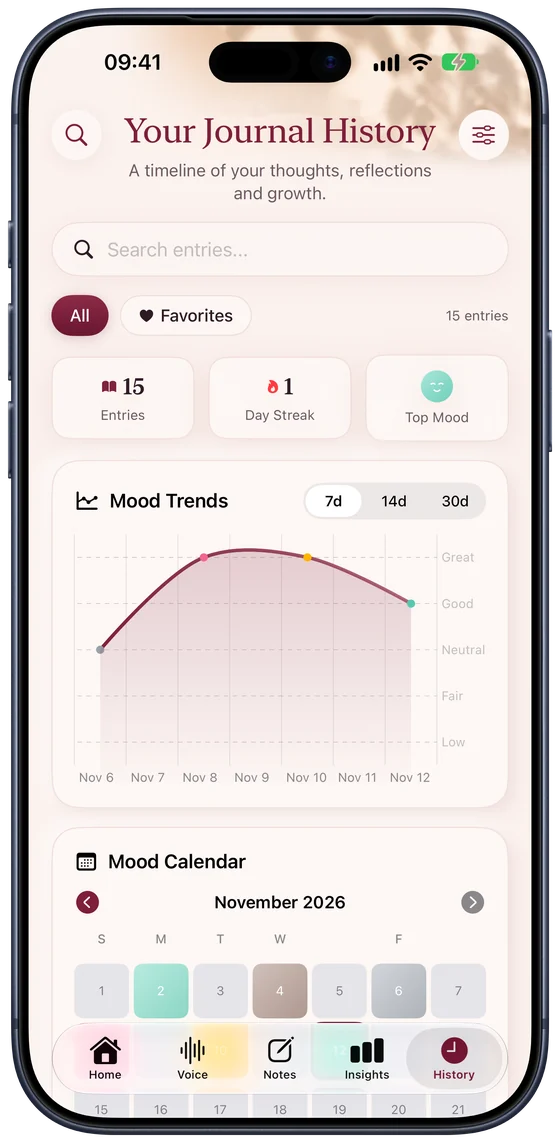 09:41
Your Journal History
A timeline of your thoughts, reflections
and growth.
Search entries...
All
Favorites
15 entries
15
Entries
1
Day Streak
Top Mood
Mood Trends
7d 14d 30d
Great
Good
Neutral
Fair
Low
Nov 6 Nov 7 Nov 8 Nov 9 Nov 10 Nov 11 Nov 12
Mood Calendar
November 2026
S M T W F
1 2 3 4 5 6 7
10 12
Home Voice Notes Insights History
15 16 17 18 19 20 21